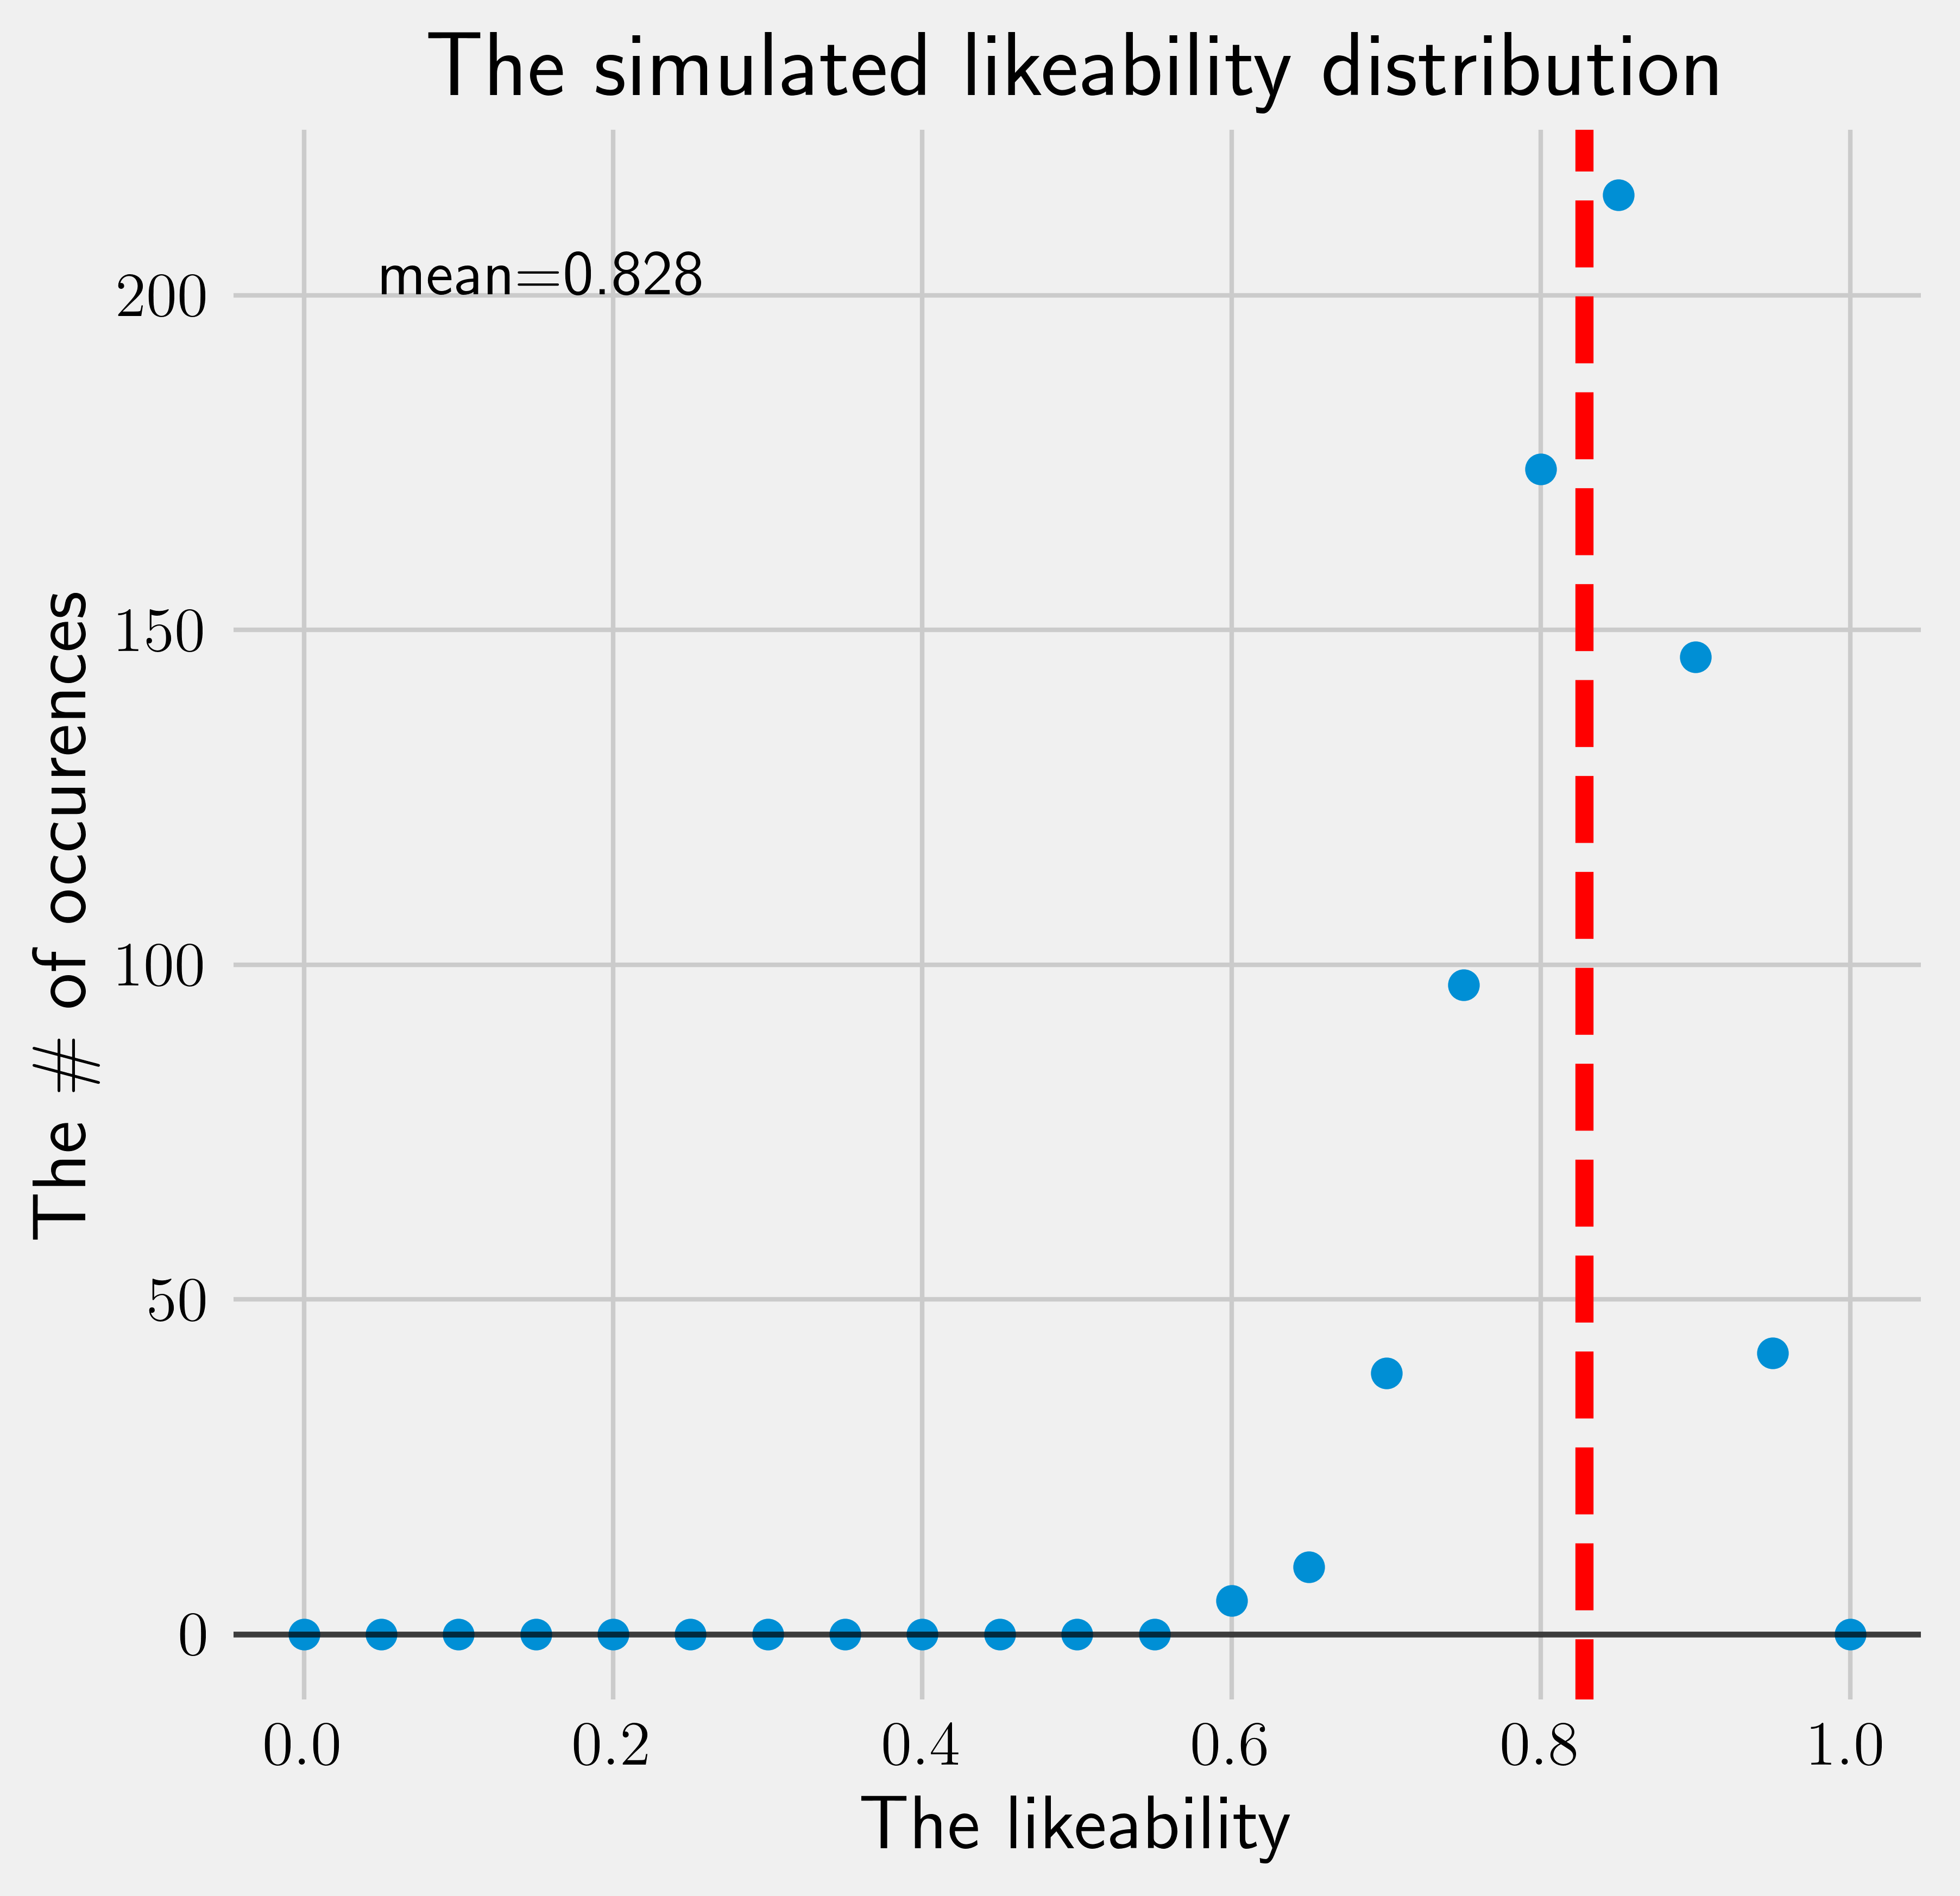 The simulated likeability distribution
mean=0.828
200
150
100
50
0
The # of occurrences
0.0 0.2 0.4 0.6 0.8 1.0
The likeability